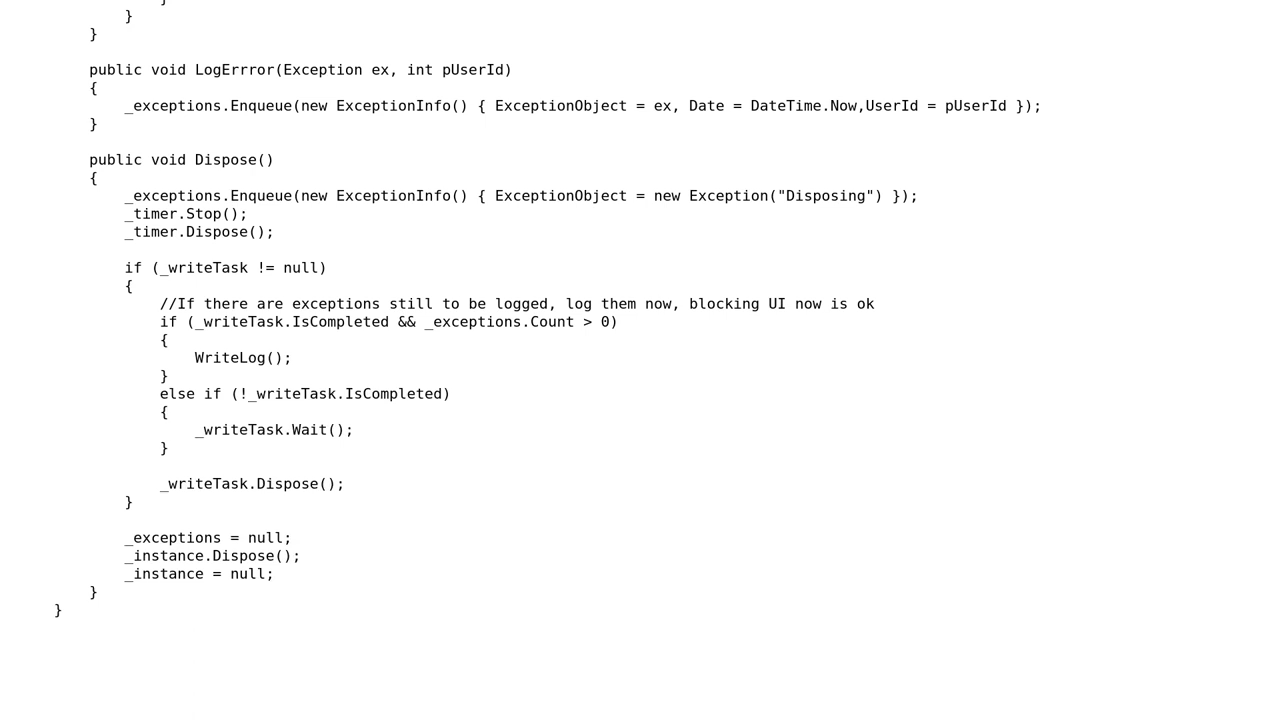 }
}
}
public void LogErrror(Exception ex, int pUserId)
{
_exceptions.Enqueue(new ExceptionInfo() { ExceptionObject = ex, Date = DateTime.Now,UserId = pUserId });
}
public void Dispose()
{
_exceptions.Enqueue(new ExceptionInfo() { ExceptionObject = new Exception("Disposing") });
_timer.Stop();
_timer.Dispose();
if (_writeTask != null)
{
//If there are exceptions still to be logged, log them now, blocking UI now is ok
if (_writeTask.IsCompleted && _exceptions.Count > 0)
{
WriteLog();
}
else if (!_writeTask.IsCompleted)
{
_writeTask.Wait();
}
_writeTask.Dispose();
}
_exceptions = null;
_instance.Dispose();
_instance = null;
}
}